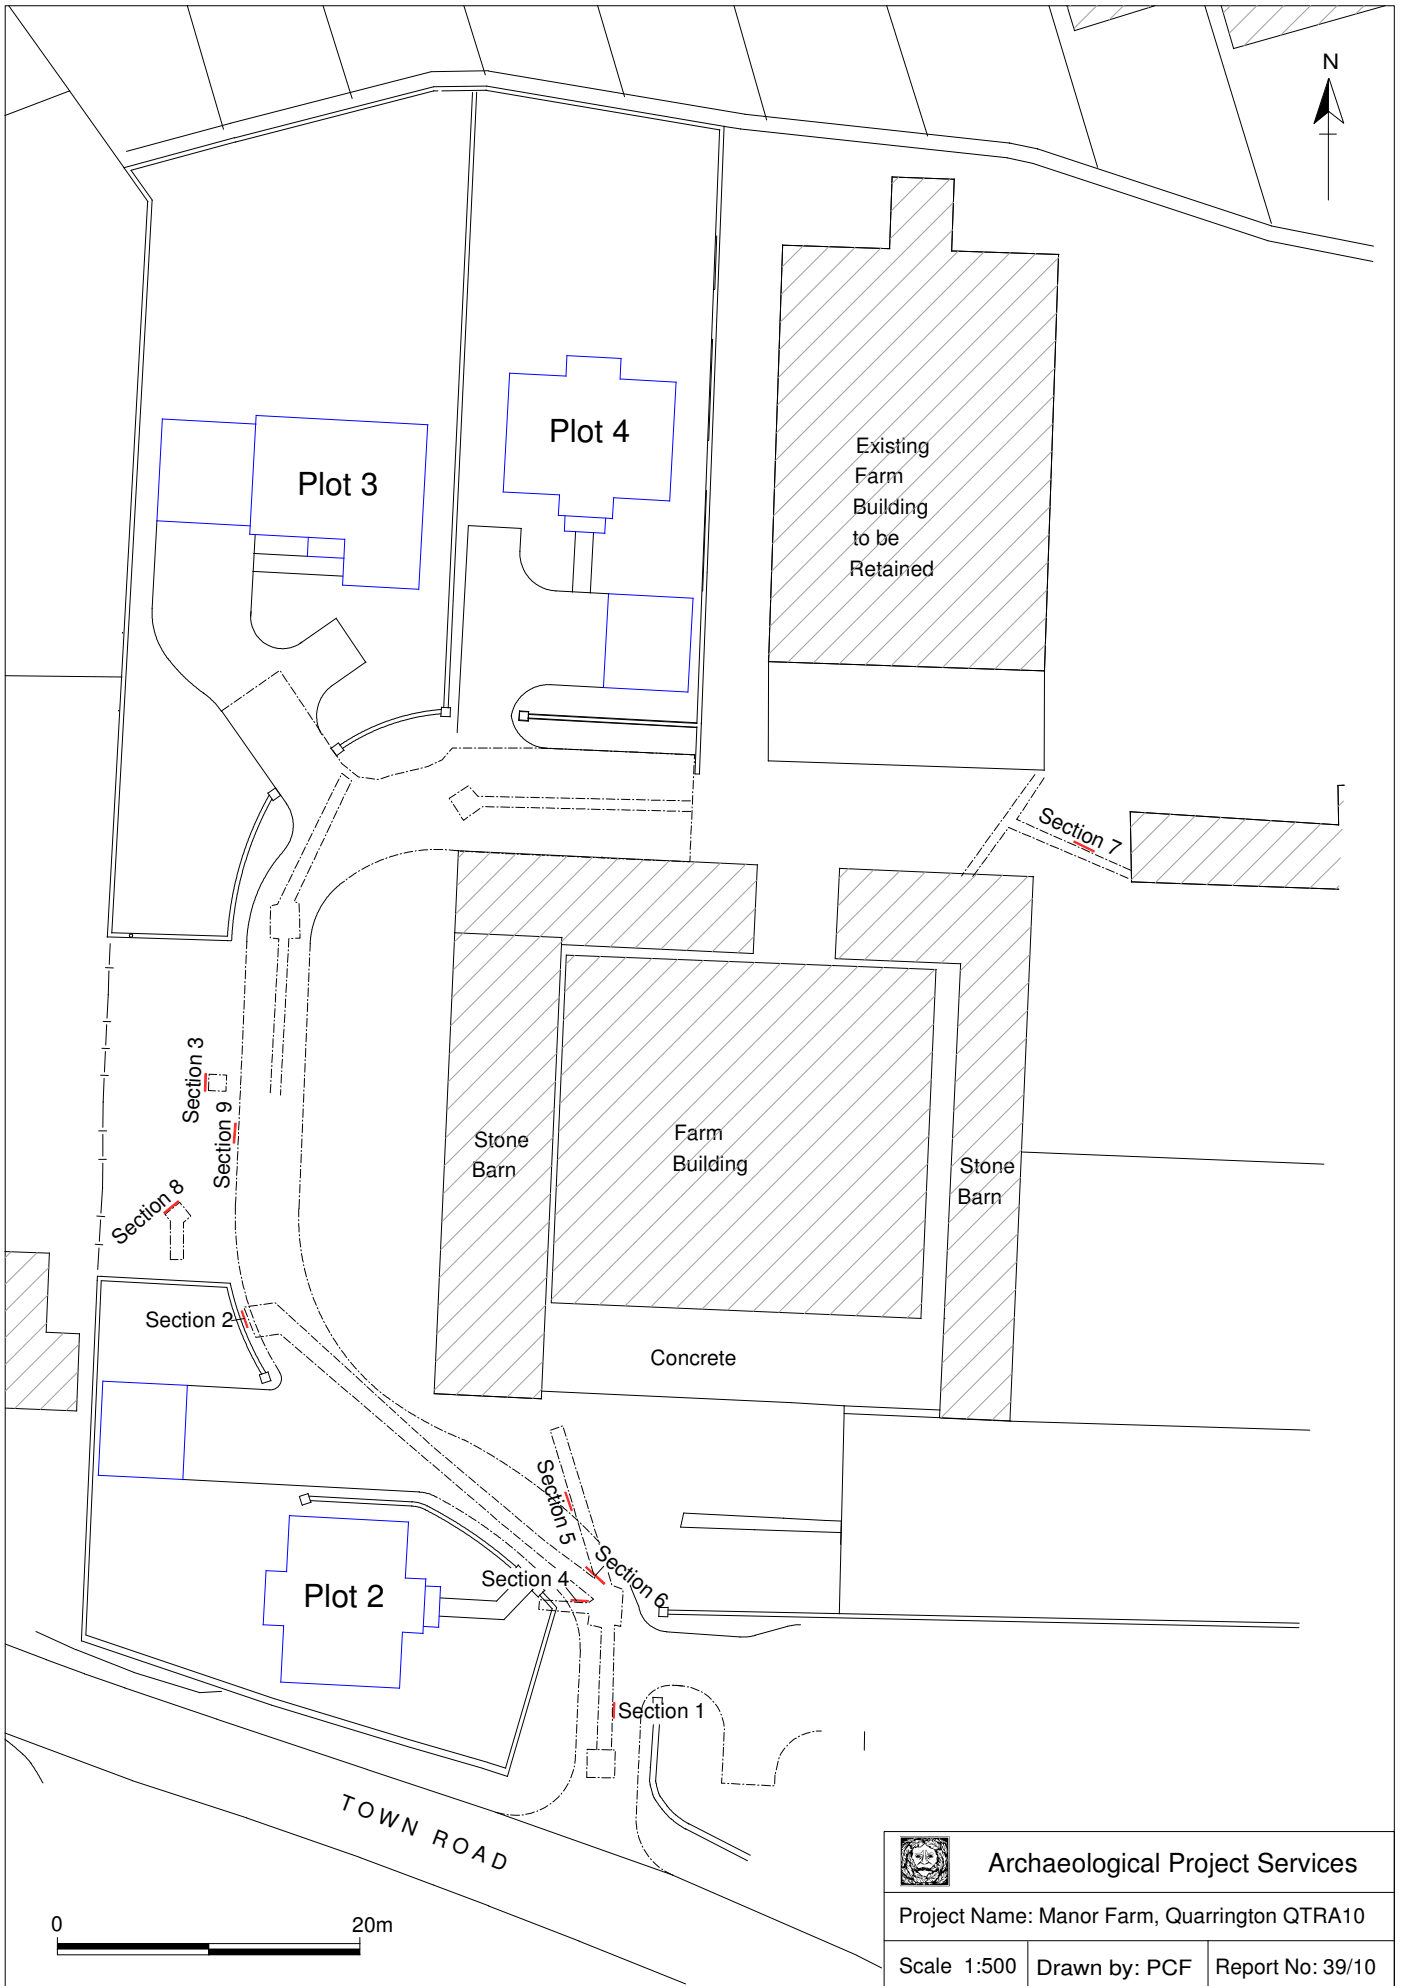 N
Plot 4
Existing
Farm
Building
to be
Retained
Plot 3
Section 7
Section 3
Section 9
Stone
Barn
Farm
Building
Stone
Barn
Section 8
Section 2
Concrete
Section 5
Section 4
Section 6
Plot 2
Section 1
TOWN ROAD
0 20m
Archaeological Project Services
Project Name: Manor Farm, Quarrington QTRA10
Scale 1:500 Drawn by: PCF Report No: 39/10